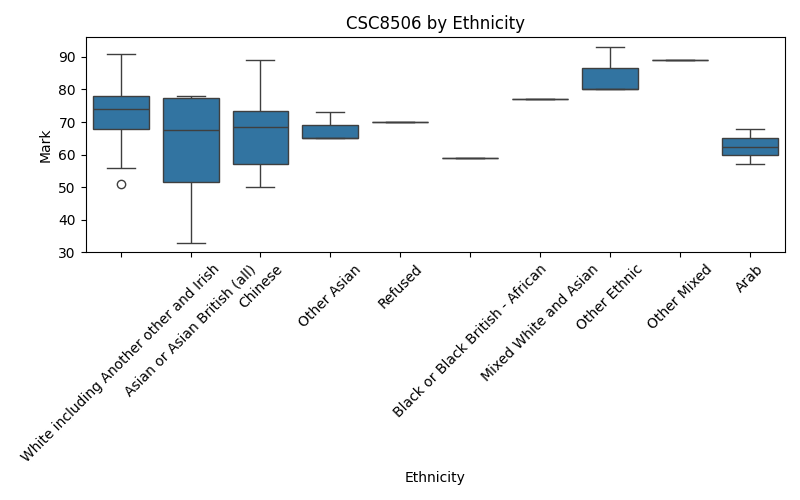 CSC8506 by Ethnicity
90
80
70
60
50
40
30
Mark
White including Another other and Irish
Asian or Asian British (all)
Chinese
Other Asian
Refused
Black or Black British - African
Mixed White and Asian
Other Ethnic
Other Mixed
Arab
Ethnicity